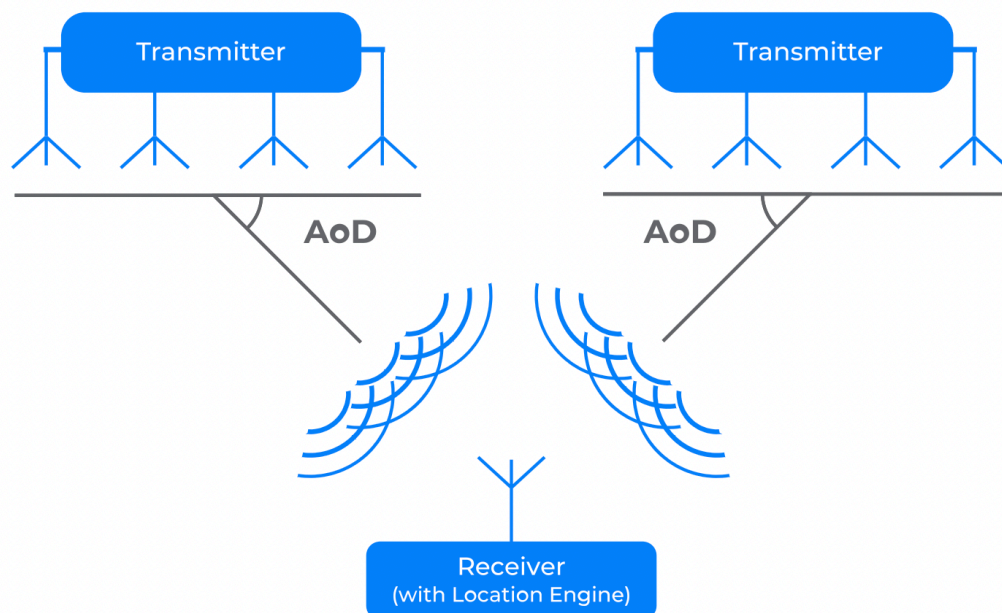 Transmitter
Transmitter
AoD
AoD
Receiver
(with Location Engine)